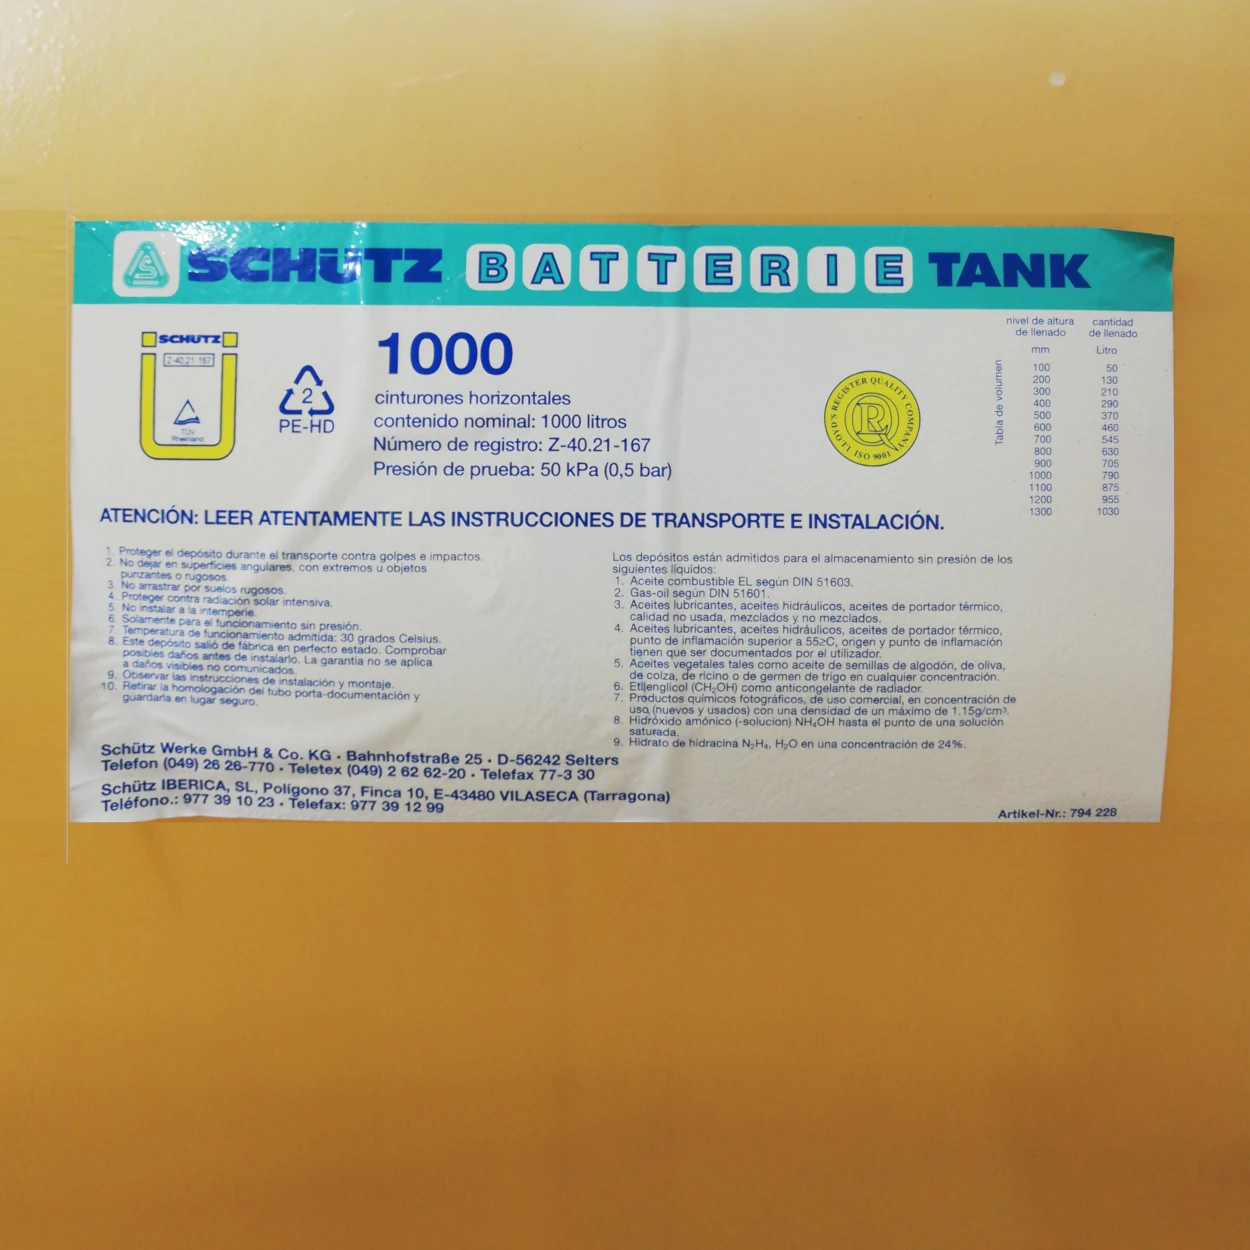 SCHÜTZ BATTERIE TANK
SCHÜTZ
Z-40.21-167
TÜV
Rheinland
2
PE-HD
1000
cinturones horizontales
contenido nominal: 1000 litros
Número de registro: Z-40.21-167
Presión de prueba: 50 kPa (0,5 bar)
LLOYD'S REGISTER QUALITY COMPANY
ISO 9001
Tabla de volumen
nivel de altura cantidad
de llenado de llenado
mm Litro
100 50
200 130
300 210
400 290
500 370
600 460
700 545
800 630
900 705
1000 790
1100 875
1200 955
1300 1030
ATENCIÓN: LEER ATENTAMENTE LAS INSTRUCCIONES DE TRANSPORTE E INSTALACIÓN.
1. Proteger el depósito durante el transporte contra golpes e impactos.
2. No dejar en superficies angulares, con extremos u objetos
punzantes o rugosos.
3. No arrastrar por suelos rugosos.
4. Proteger contra radiación solar intensiva.
5. No instalar a la intemperie.
6. Solamente para el funcionamiento sin presión.
7. Temperatura de funcionamiento admitida: 30 grados Celsius.
8. Este depósito salió de fábrica en perfecto estado. Comprobar
posibles daños antes de instalarlo. La garantía no se aplica
a daños visibles no comunicados.
9. Observar las instrucciones de instalación y montaje.
10. Retirar la homologación del tubo porta-documentación y
guardarla en lugar seguro.
Los depósitos están admitidos para el almacenamiento sin presión de los
siguientes líquidos:
1. Aceite combustible EL según DIN 51603.
2. Gas-oil según DIN 51601.
3. Aceites lubricantes, aceites hidráulicos, aceites de portador térmico,
calidad no usada, mezclados y no mezclados.
4. Aceites lubricantes, aceites hidráulicos, aceites de portador térmico,
punto de inflamación superior a 55≥C, origen y punto de inflamación
tienen que ser documentados por el utilizador.
5. Aceites vegetales tales como aceite de semillas de algodón, de oliva,
de colza, de ricino o de germen de trigo en cualquier concentración.
6. Etilenglicol (CH₂OH) como anticongelante de radiador.
7. Productos químicos fotográficos, de uso comercial, en concentración de
uso (nuevos y usados) con una densidad de un máximo de 1.15g/cm³.
8. Hidróxido amónico (-solucion) NH₄OH hasta el punto de una solución
saturada.
9. Hidrato de hidracina N₂H₄, H₂O en una concentración de 24%.
Schütz Werke GmbH & Co. KG • Bahnhofstraße 25 • D-56242 Selters
Telefon (049) 26 26-770 • Teletex (049) 2 62 62-20 • Telefax 77-3 30
Schütz IBERICA, SL, Polígono 37, Finca 10, E-43480 VILASECA (Tarragona)
Teléfono.: 977 39 10 23 • Telefax: 977 39 12 99
Artikel-Nr.: 794 228